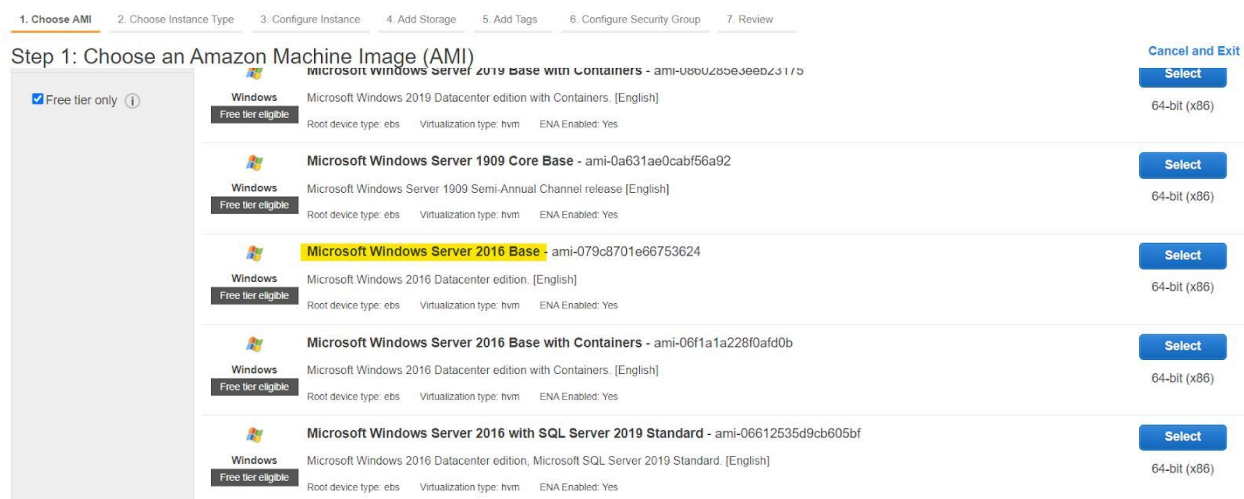 1. Choose AMI 2. Choose Instance Type 3. Configure Instance 4. Add Storage 5. Add Tags 6. Configure Security Group 7. Review
Step 1: Choose an Amazon Machine Image (AMI)
Cancel and Exit
Free tier only
Microsoft Windows Server 2019 Base with Containers - ami-0860285e3eeb23175
Select
Windows
Microsoft Windows 2019 Datacenter edition with Containers. [English]
64-bit (x86)
Free tier eligible
Root device type: ebs Virtualization type: hvm ENA Enabled: Yes
Microsoft Windows Server 1909 Core Base - ami-0a631ae0cabf56a92
Select
Windows
Microsoft Windows Server 1909 Semi-Annual Channel release [English]
64-bit (x86)
Free tier eligible
Root device type: ebs Virtualization type: hvm ENA Enabled: Yes
Microsoft Windows Server 2016 Base - ami-079c8701e66753624
Select
Windows
Microsoft Windows 2016 Datacenter edition. [English]
64-bit (x86)
Free tier eligible
Root device type: ebs Virtualization type: hvm ENA Enabled: Yes
Microsoft Windows Server 2016 Base with Containers - ami-06f1a1a228f0afd0b
Select
Windows
Microsoft Windows 2016 Datacenter edition with Containers. [English]
64-bit (x86)
Free tier eligible
Root device type: ebs Virtualization type: hvm ENA Enabled: Yes
Microsoft Windows Server 2016 with SQL Server 2019 Standard - ami-06612535d9cb605bf
Select
Windows
Microsoft Windows 2016 Datacenter edition, Microsoft SQL Server 2019 Standard. [English]
64-bit (x86)
Free tier eligible
Root device type: ebs Virtualization type: hvm ENA Enabled: Yes